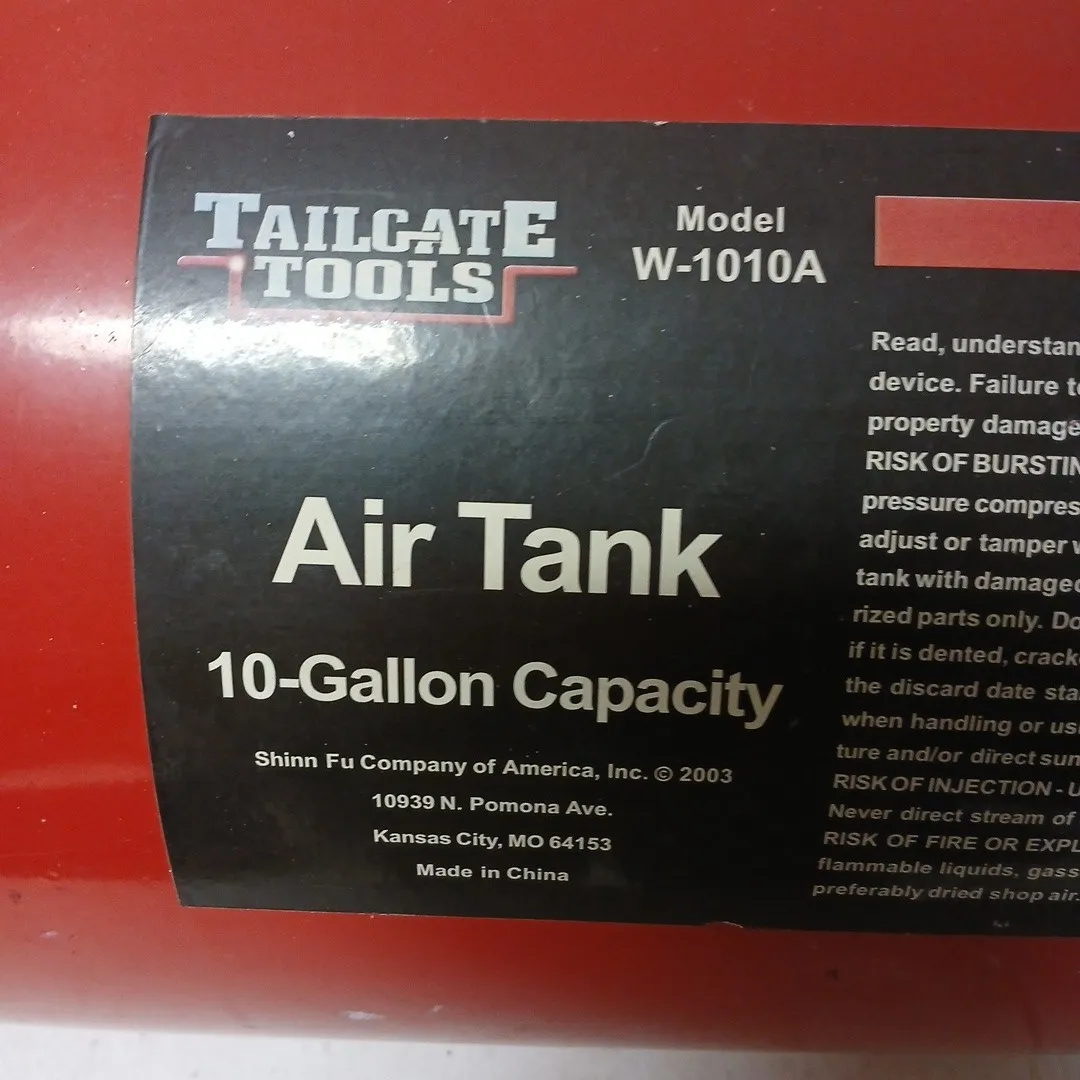 TAILGATE
TOOLS
Model
W-1010A
Air Tank
10-Gallon Capacity
Shinn Fu Company of America, Inc. © 2003
10939 N. Pomona Ave.
Kansas City, MO 64153
Made in China
Read, understan
device. Failure t
property damage
RISK OF BURSTIN
pressure compres
adjust or tamper
tank with damaged
rized parts only. Do
if it is dented, crack
the discard date sta
when handling or usi
ture and/or direct sun
RISK OF INJECTION - U
Never direct stream of
RISK OF FIRE OR EXPL
flammable liquids, gass
preferably dried shop air.